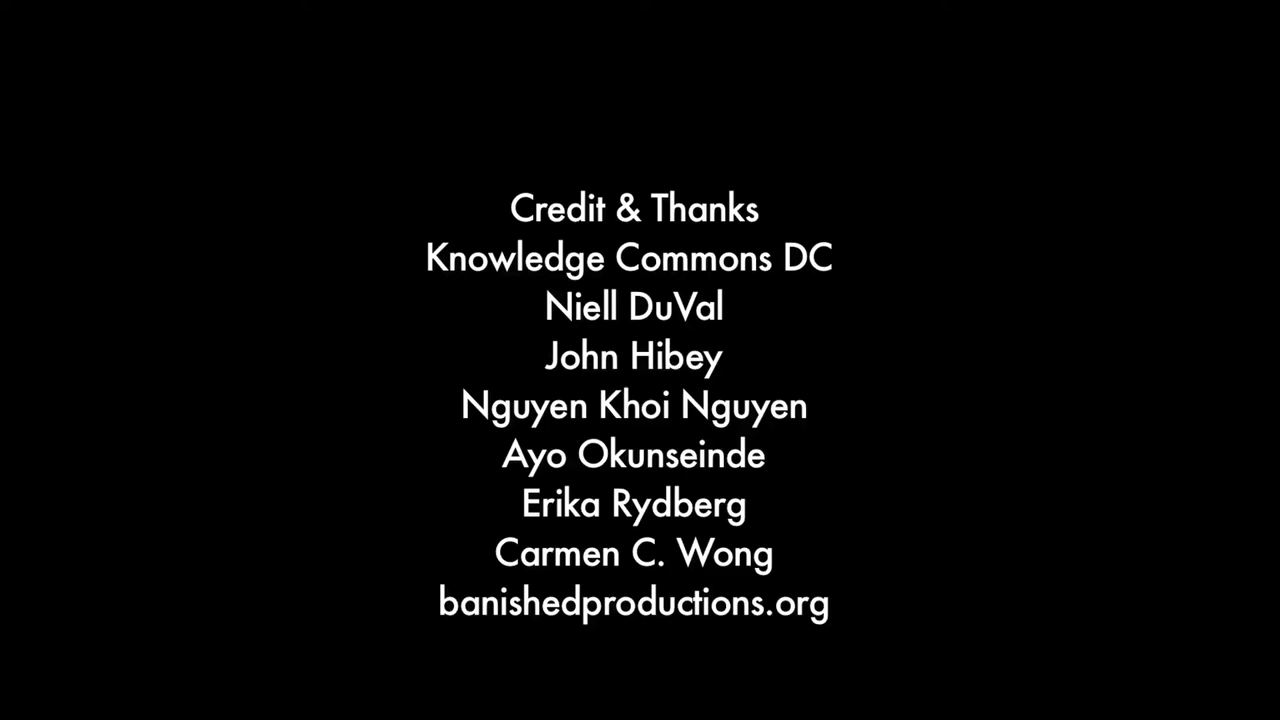 Credit & Thanks
Knowledge Commons DC
Niell DuVal
John Hibey
Nguyen Khoi Nguyen
Ayo Okunseinde
Erika Rydberg
Carmen C. Wong
banishedproductions.org